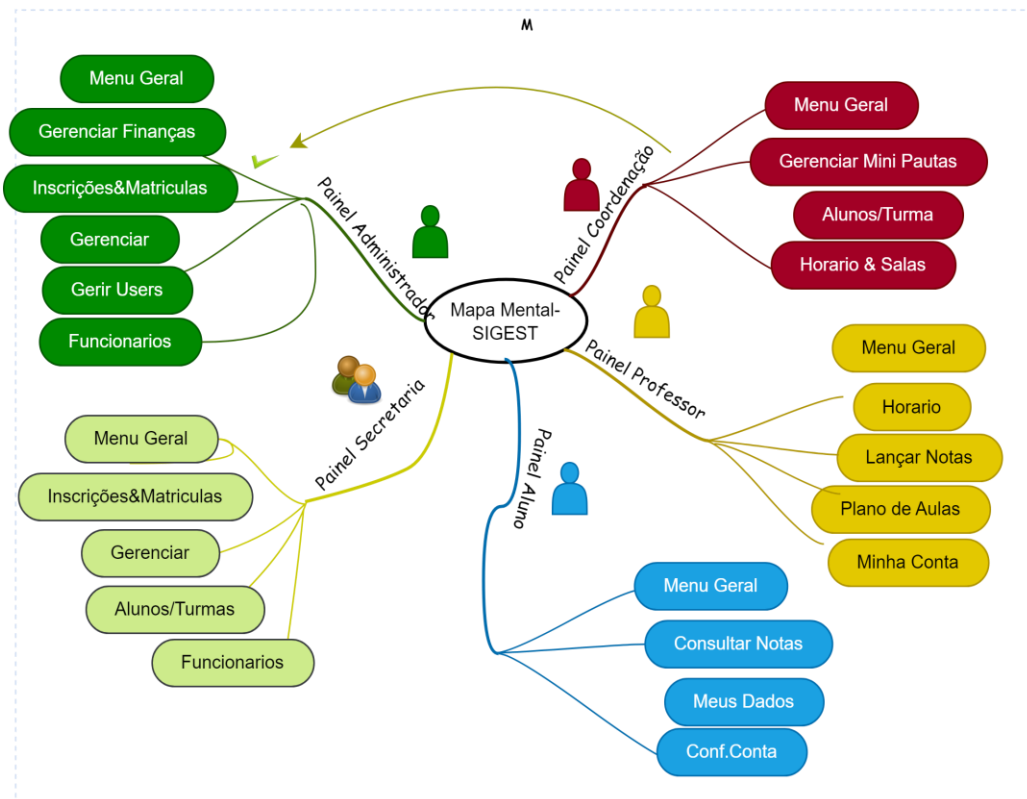 M
Menu Geral
Gerenciar Finanças
Inscrições&Matriculas
Gerenciar
Gerir Users
Funcionarios
Painel Administrador
Painel Coordenação
Menu Geral
Gerenciar Mini Pautas
Alunos/Turma
Horario & Salas
Mapa Mental-
SIGEST
Painel Professor
Menu Geral
Horario
Lançar Notas
Plano de Aulas
Minha Conta
Painel Secretaria
Menu Geral
Inscrições&Matriculas
Gerenciar
Alunos/Turmas
Funcionarios
Painel Aluno
Menu Geral
Consultar Notas
Meus Dados
Conf.Conta